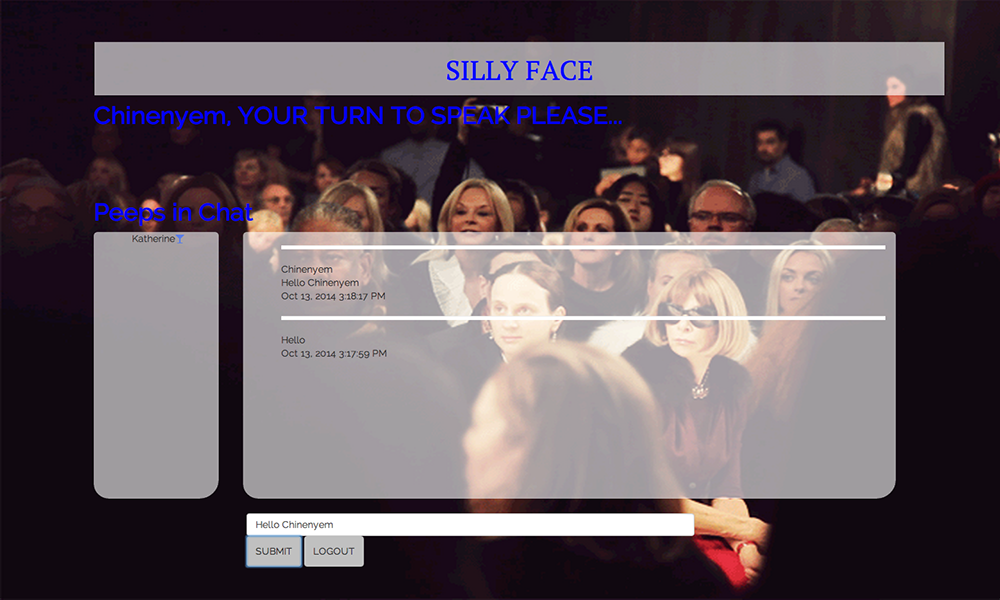 SILLY FACE
Chinenyem, YOUR TURN TO SPEAK PLEASE...
Peeps in Chat
Katherine
Chinenyem
Hello Chinenyem
Oct 13, 2014 3:18:17 PM
Hello
Oct 13, 2014 3:17:59 PM
Hello Chinenyem
SUBMIT LOGOUT